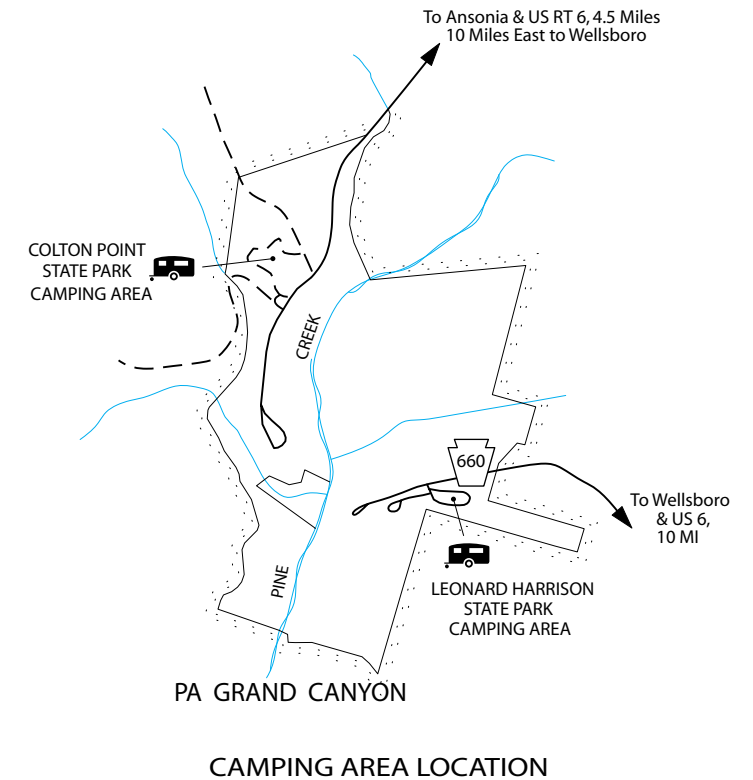 To Ansonia & US RT 6, 4.5 Miles
10 Miles East to Wellsboro
COLTON POINT
STATE PARK
CAMPING AREA
CREEK
660
To Wellsboro
& US 6,
10 MI
PINE
LEONARD HARRISON
STATE PARK
CAMPING AREA
PA GRAND CANYON
CAMPING AREA LOCATION